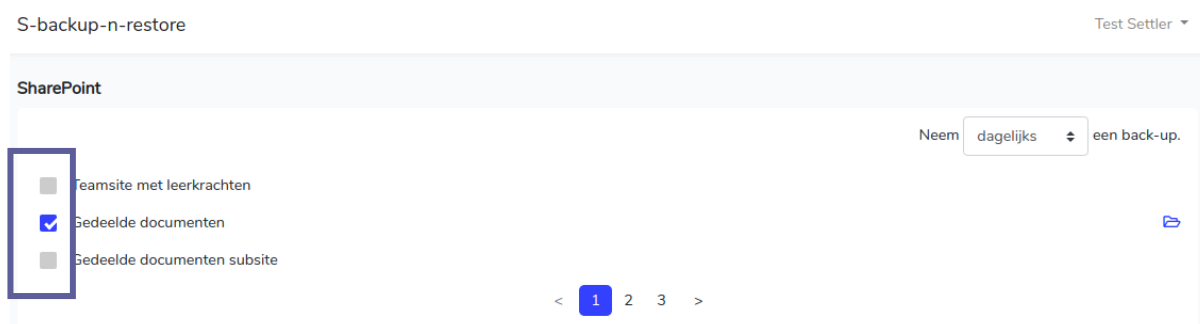 S-backup-n-restore Test Settler
SharePoint
Neem dagelijks een back-up.
Teamsite met leerkrachten
Gedeelde documenten
Gedeelde documenten subsite
< 1 2 3 >